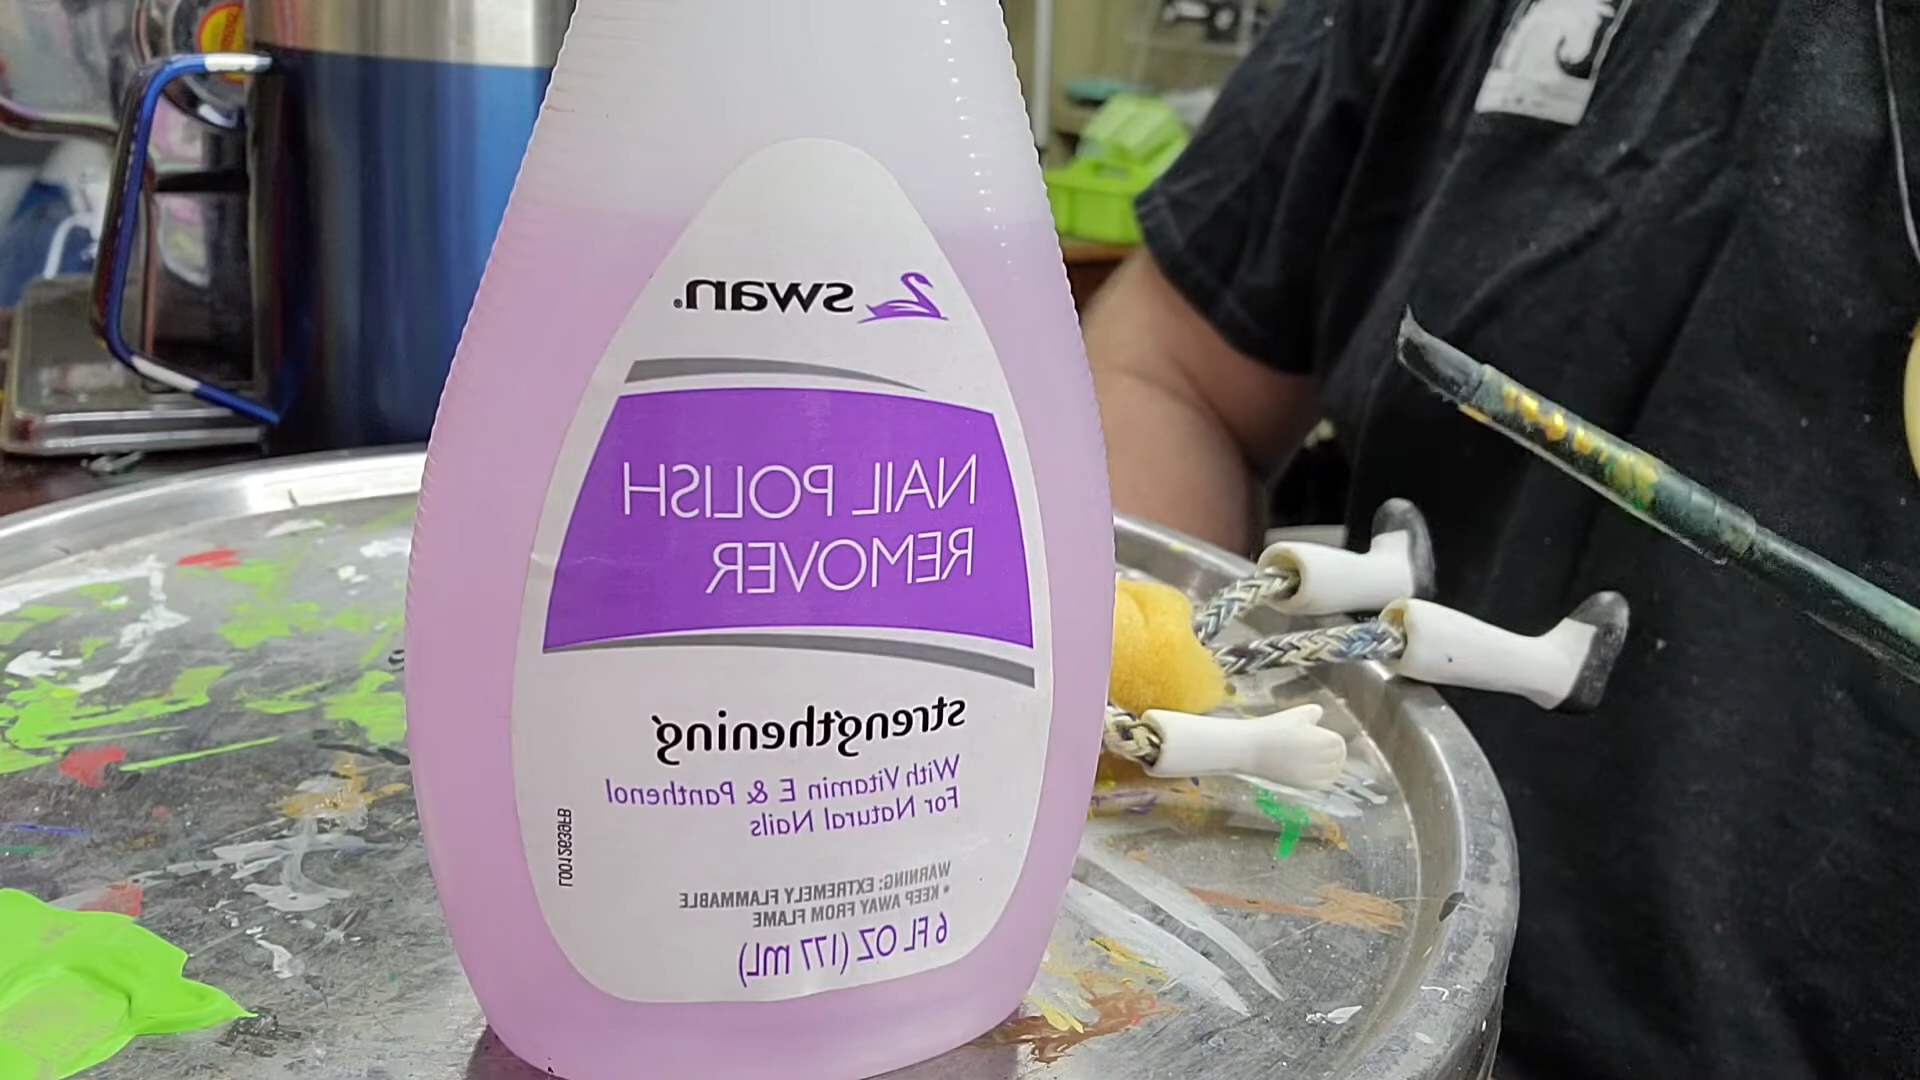 swan.
NAIL POLISH
REMOVER
strengthening
With Vitamin E & Panthenol
For Natural Nails
WARNING: EXTREMELY FLAMMABLE
• KEEP AWAY FROM FLAME
6 FL OZ (177 mL)
L0012639FB